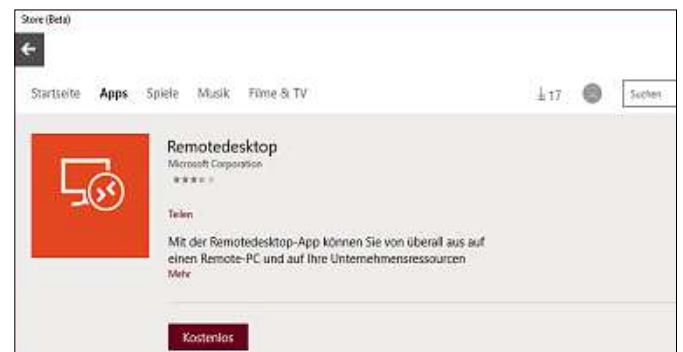 Store (Beta)
Startseite Apps Spiele Musik Filme & TV 17 Suchen
Remotedesktop
Microsoft Corporation
Teilen
Mit der Remotedesktop-App können Sie von überall aus auf
einen Remote-PC und auf Ihre Unternehmensressourcen
Mehr
Kostenlos